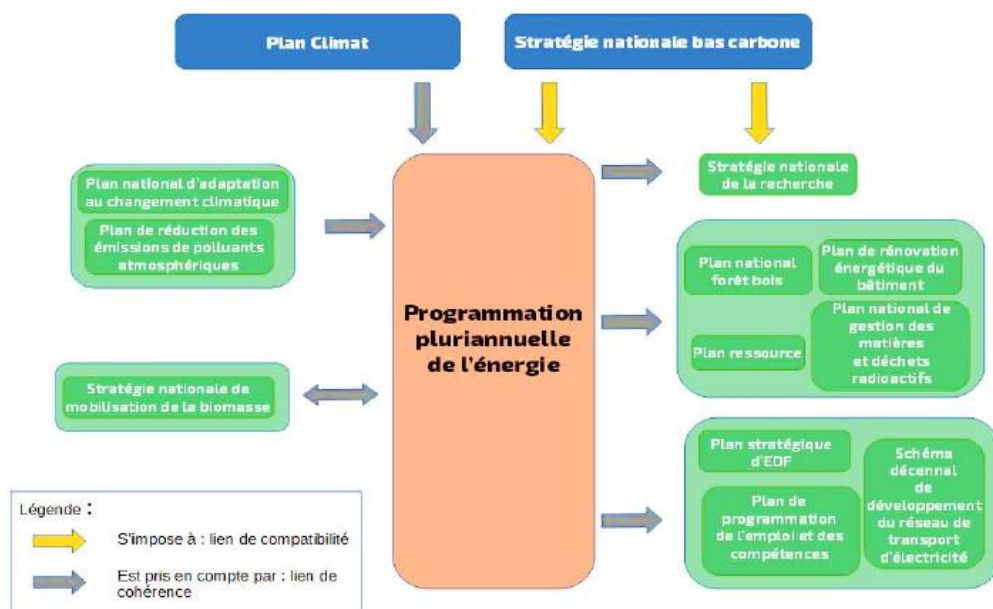 Plan Climat
Stratégie nationale bas carbone
Plan national d'adaptation
au changement climatique
Plan de réduction des
émissions de polluants
atmosphériques
Stratégie nationale de
mobilisation de la biomasse
Programmation
pluriannuelle
de l'énergie
Stratégie nationale
de la recherche
Plan national
forêt bois
Plan de rénovation
énergétique du
bâtiment
Plan ressource
Plan national de
gestion des
matières
et déchets
radioactifs
Plan stratégique
d'EDF
Plan de
programmation
de l'emploi et des
compétences
Schéma
décennal
de
développement
du réseau de
transport
d'électricité
Légende :
S'impose à : lien de compatibilité
Est pris en compte par : lien de
cohérence